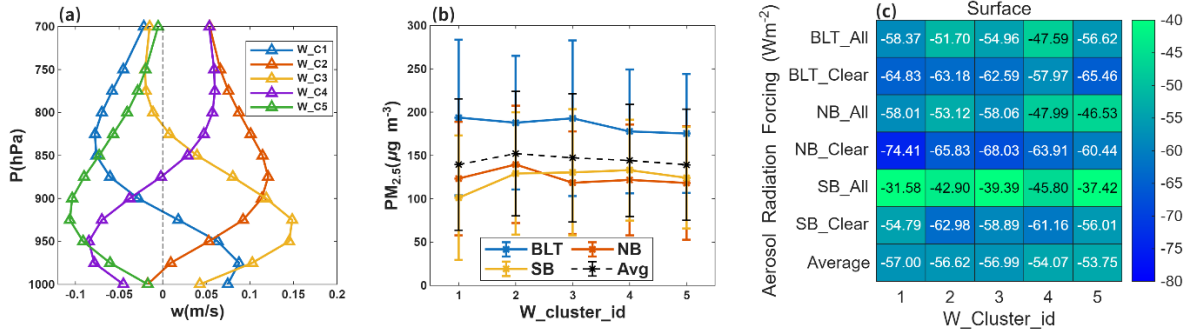 (a)
700
750
800
850
900
950
1000
P(hPa)
-0.1
-0.05
0
0.05
0.1
0.15
0.2
w(m/s)
W_C1
W_C2
W_C3
W_C4
W_C5
(b)
300
250
200
150
100
50
0
PM2.5(μg m-3)
BLT
NB
SB
Avg
1
2
3
4
5
W_cluster_id
(c)
Surface
Aerosol Radiation Forcing (Wm-2)
BLT_All -58.37 -51.70 -54.96 -47.59 -56.62
BLT_Clear -64.83 -63.18 -62.59 -57.97 -65.46
NB_All -58.01 -53.12 -58.06 -47.99 -46.53
NB_Clear -74.41 -65.83 -68.03 -63.91 -60.44
SB_All -31.58 -42.90 -39.39 -45.80 -37.42
SB_Clear -54.79 -62.98 -58.89 -61.16 -56.01
Average -57.00 -56.62 -56.99 -54.07 -53.75
1 2 3 4 5
W_Cluster_id
-40
-45
-50
-55
-60
-65
-70
-75
-80